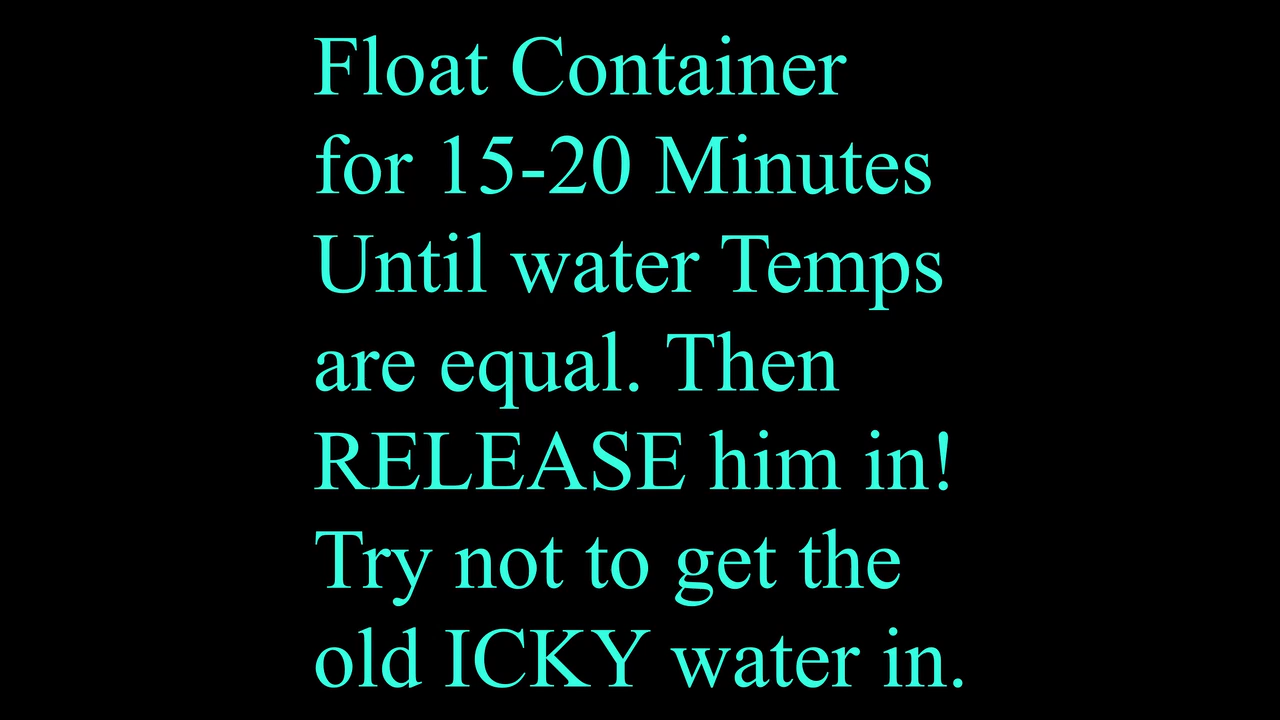 Float Container
for 15-20 Minutes
Until water Temps
are equal. Then
RELEASE him in!
Try not to get the
old ICKY water in.